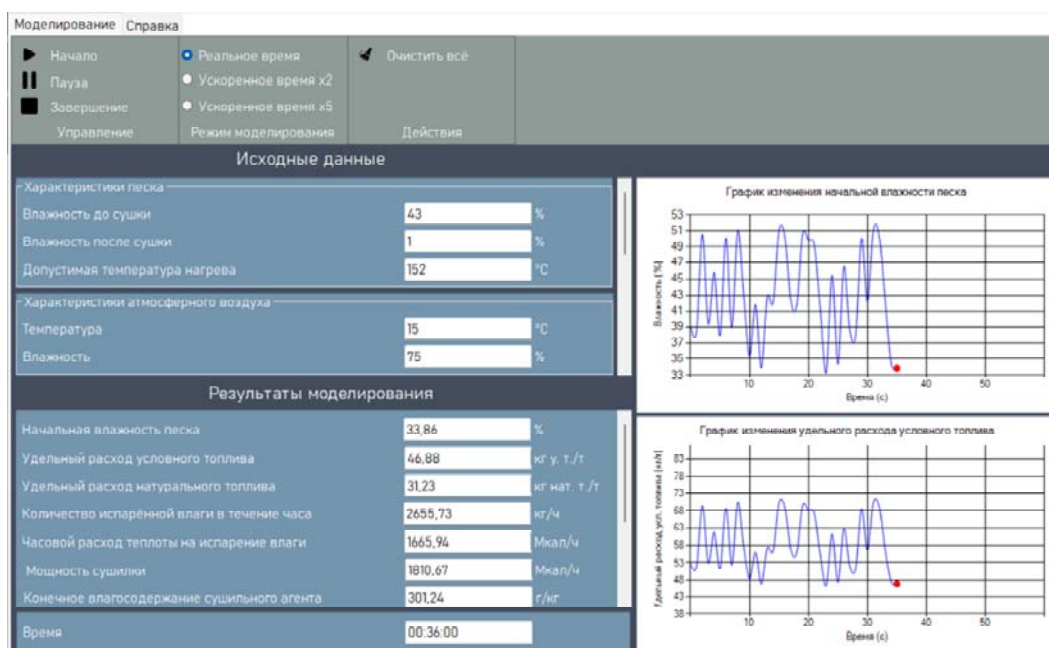 Моделирование Справка
Начало
Пауза
Завершение
Управление
Реальное время
Ускоренное время x2
Ускоренное время x5
Режим моделирования
Очистить всё
Действия
Исходные данные
Характеристики песка
Влажность до сушки 43 %
Влажность после сушки 1 %
Допустимая температура нагрева 152 °C
Характеристики атмосферного воздуха
Температура 15 °C
Влажность 75 %
Результаты моделирования
Начальная влажность песка 33,86 %
Удельный расход условного топлива 46,88 кг у. т./т
Удельный расход натурального топлива 31,23 кг нат. т./т
Количество испарённой влаги в течение часа 2655,73 кг/ч
Часовой расход теплоты на испарение влаги 1665,94 Мкал/ч
Мощность сушилки 1810,67 Мкал/ч
Конечное влагосодержание сушильного агента 301,24 г/кг
Время 00:36:00
График изменения начальной влажности песка
Влажность (%)
53
51
49
47
45
43
41
39
37
35
33
10 20 30 40 50
Время (с)
График изменения удельного расхода условного топлива
Удельный расход усл. топлива (кг/т)
83
78
73
68
63
58
53
48
43
38
10 20 30 40 50
Время (с)